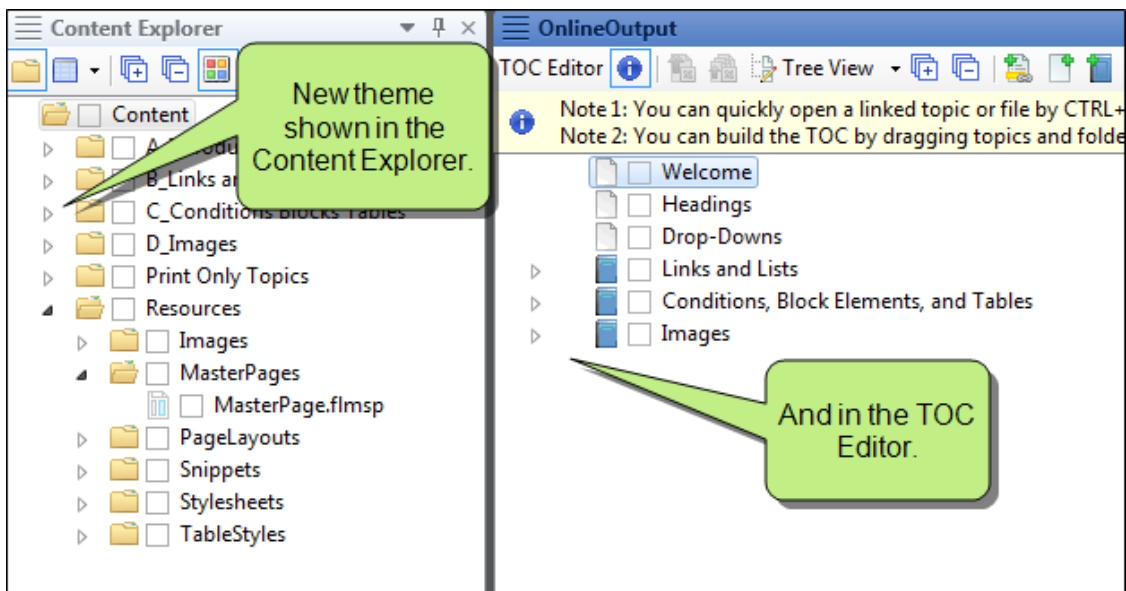 Content Explorer
New theme
shown in the
Content Explorer.
Content
B_Links
C_Conditions Blocks Tables
D_Images
Print Only Topics
Resources
Images
MasterPages
MasterPage.flmsp
PageLayouts
Snippets
Stylesheets
TableStyles
OnlineOutput
TOC Editor
Tree View
Note 1: You can quickly open a linked topic or file by CTRL+
Note 2: You can build the TOC by dragging topics and folde
Welcome
Headings
Drop-Downs
Links and Lists
Conditions, Block Elements, and Tables
Images
And in the TOC
Editor.